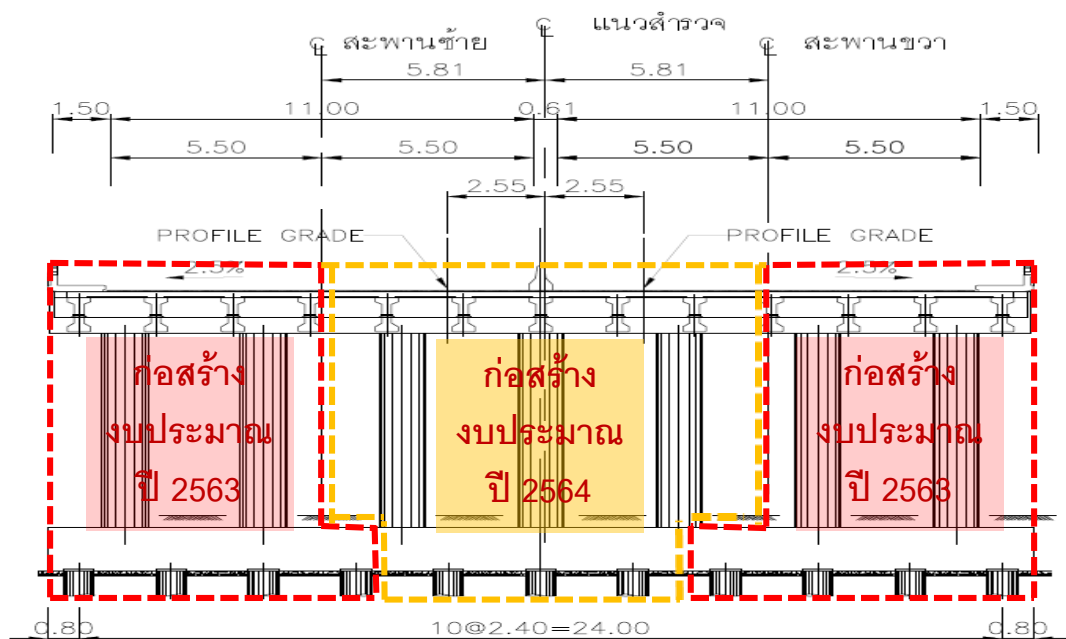 ℄ สะพานซ้าย ℄ แนวสำรวจ ℄ สะพานขวา
5.81 5.81
1.50 11.00 0.61 11.00 1.50
5.50 5.50 5.50 5.50
2.55 2.55
PROFILE GRADE PROFILE GRADE
2.5% 2.5%
ก่อสร้าง
งบประมาณ
ปี 2563
ก่อสร้าง
งบประมาณ
ปี 2564
ก่อสร้าง
งบประมาณ
ปี 2563
0.80 10@2.40=24.00 0.80